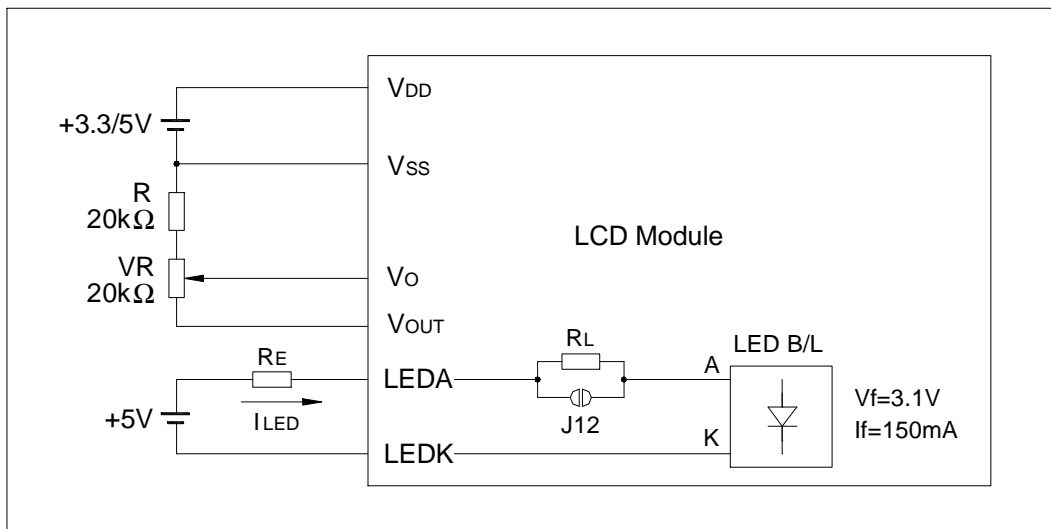 VDD
+3.3/5V
VSS
R
20kΩ
LCD Module
VR
20kΩ
VO
VOUT
RE
LEDA
RL
LED B/L
A
+5V
ILED
J12
Vf=3.1V
If=150mA
LEDK
K